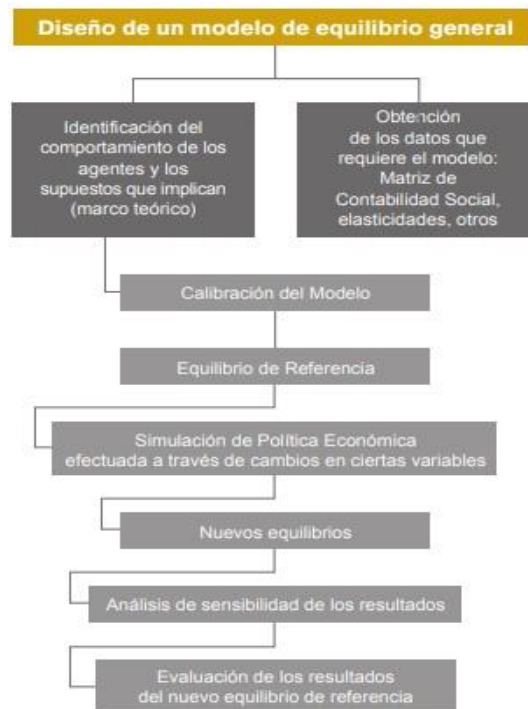 Diseño de un modelo de equilibrio general
Identificación del
comportamiento de los
agentes y los
supuestos que implican
(marco teórico)
Obtención
de los datos que
requiere el modelo:
Matriz de
Contabilidad Social,
elasticidades, otros
Calibración del Modelo
Equilibrio de Referencia
Simulación de Política Económica
efectuada a través de cambios en ciertas variables
Nuevos equilibrios
Análisis de sensibilidad de los resultados
Evaluación de los resultados
del nuevo equilibrio de referencia